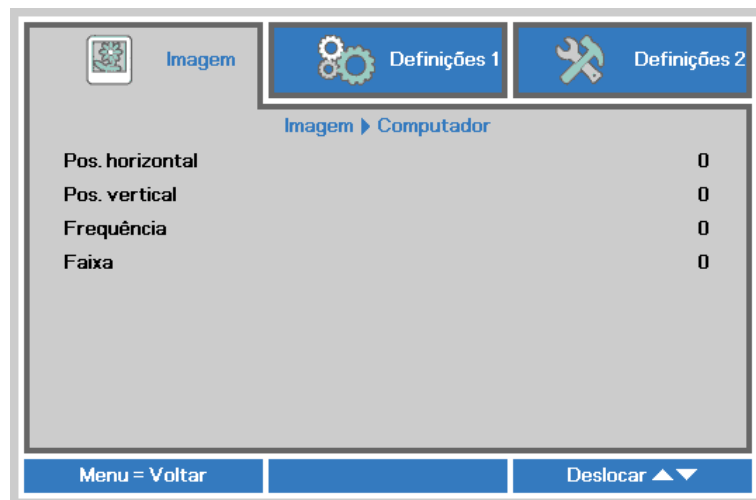 Imagem Definições 1 Definições 2
Imagem ▶ Computador
Pos. horizontal 0
Pos. vertical 0
Frequência 0
Faixa 0
Menu = Voltar Deslocar ▲▼